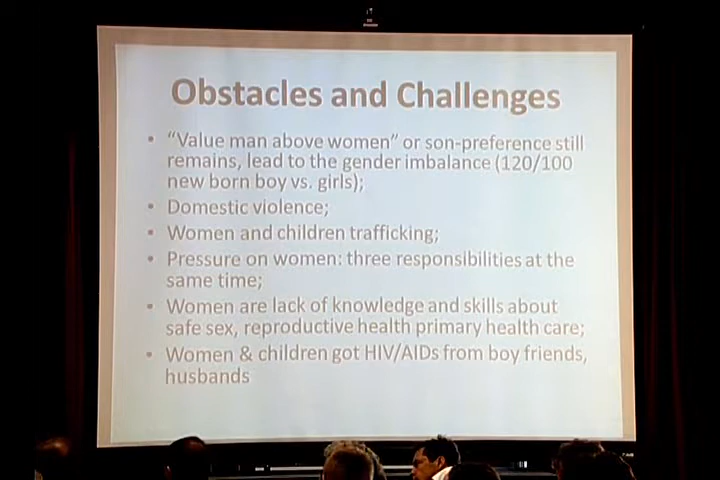 Obstacles and Challenges
• "Value man above women" or son-preference still
remains, lead to the gender imbalance (120/100
new born boy vs. girls);
• Domestic violence;
• Women and children trafficking;
• Pressure on women: three responsibilities at the
same time;
• Women are lack of knowledge and skills about
safe sex, reproductive health primary health care;
• Women & children got HIV/AIDs from boy friends,
husbands